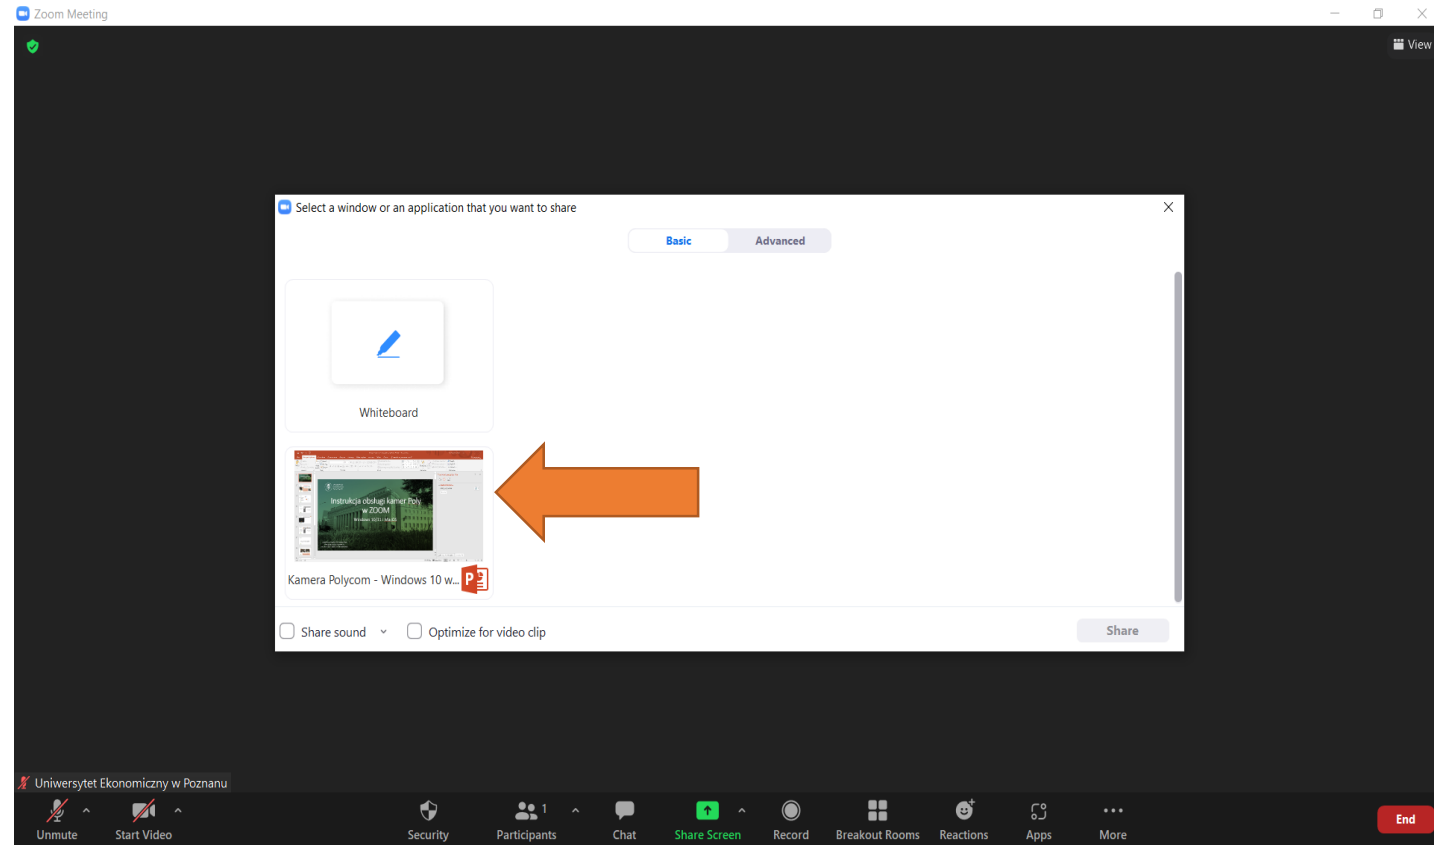 Zoom Meeting
View
Select a window or an application that you want to share
Basic
Advanced
Whiteboard
Instrukcja obsługi kamer Poly
w ZOOM
Kamera Polycom - Windows 10 w...
Share sound
Optimize for video clip
Share
Uniwersytet Ekonomiczny w Poznanu
Unmute
Start Video
Security
1
Participants
Chat
Share Screen
Record
Breakout Rooms
Reactions
Apps
More
End